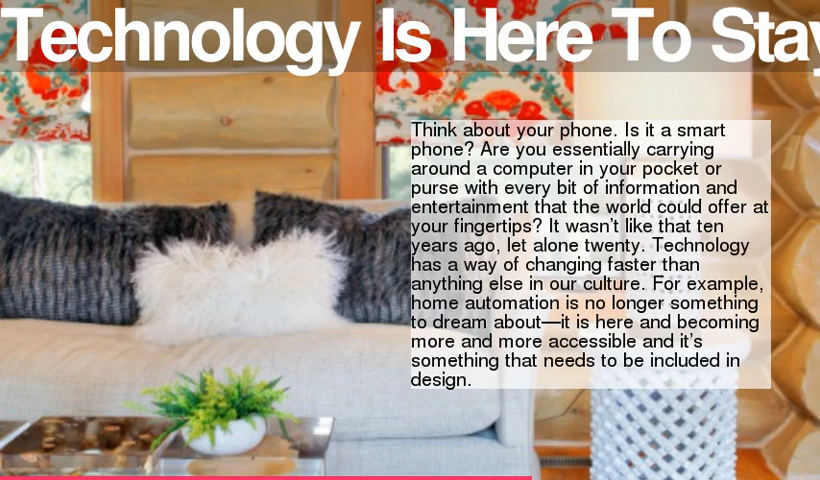 Technology Is Here To Stay
Think about your phone. Is it a smart
phone? Are you essentially carrying
around a computer in your pocket or
purse with every bit of information and
entertainment that the world could offer at
your fingertips? It wasn’t like that ten
years ago, let alone twenty. Technology
has a way of changing faster than
anything else in our culture. For example,
home automation is no longer something
to dream about—it is here and becoming
more and more accessible and it’s
something that needs to be included in
design.